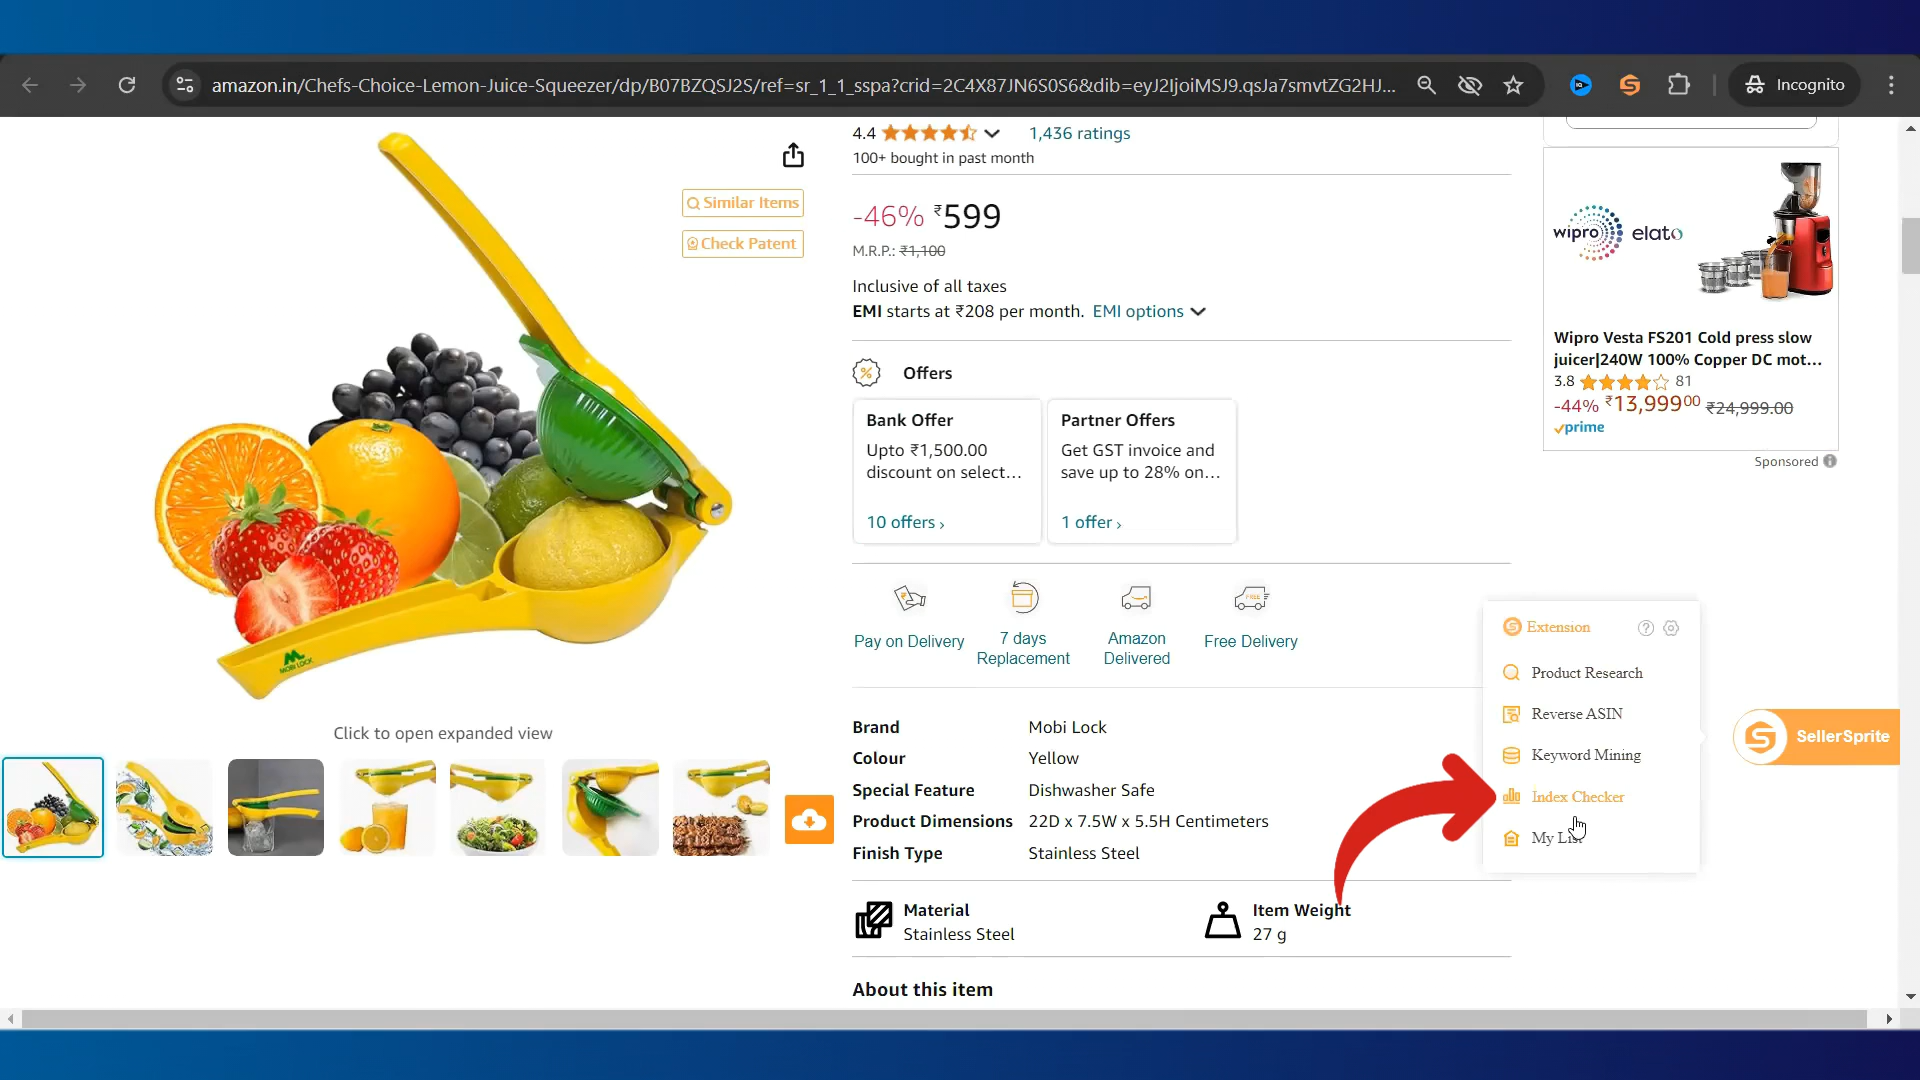 amazon.in/Chefs-Choice-Lemon-Juice-Squeezer/dp/B07BZQSJ2S/ref=sr_1_1_sspa?crid=2C4X87JN6S0S6&dib=eyJ2IjoiMSJ9.qsJa7smvtZG2HJ...
Incognito
4.4
1,436 ratings
100+ bought in past month
Similar Items
Check Patent
-46% ₹599
M.R.P.: ₹1,100
Inclusive of all taxes
EMI starts at ₹208 per month. EMI options
Offers
Bank Offer
Upto ₹1,500.00
discount on select...
10 offers ›
Partner Offers
Get GST invoice and
save up to 28% on...
1 offer ›
FREE
Pay on Delivery
7 days
Replacement
Amazon
Delivered
Free Delivery
Brand Mobi Lock
Colour Yellow
Special Feature Dishwasher Safe
Product Dimensions 22D x 7.5W x 5.5H Centimeters
Finish Type Stainless Steel
Material
Stainless Steel
Item Weight
27 g
About this item
MOBI LOCK
Click to open expanded view
wipro elato
Wipro Vesta FS201 Cold press slow
juicer|240W 100% Copper DC mot...
3.8 81
-44% ₹13,999⁰⁰ ₹24,999.00
prime
Sponsored
Extension
Product Research
Reverse ASIN
Keyword Mining
Index Checker
My List
SellerSprite